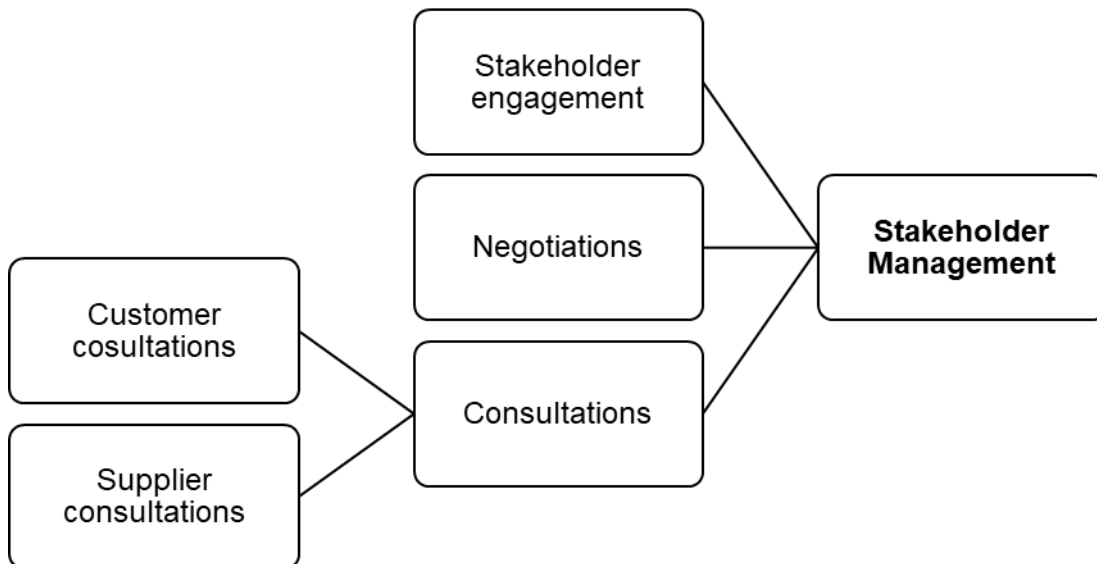 Stakeholder
engagement
Negotiations
Stakeholder
Management
Customer
cosultations
Consultations
Supplier
consultations